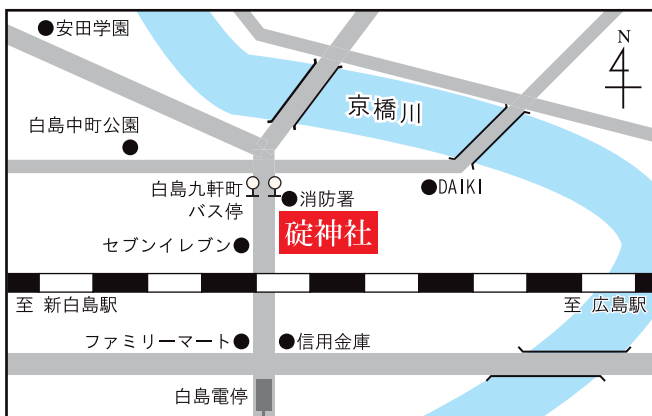 安田学園
N
京橋川
白島中町公園
白島九軒町
バス停
消防署
DAIKI
碇神社
セブンイレブン
至 新白島駅
至 広島駅
ファミリーマート
信用金庫
白島電停